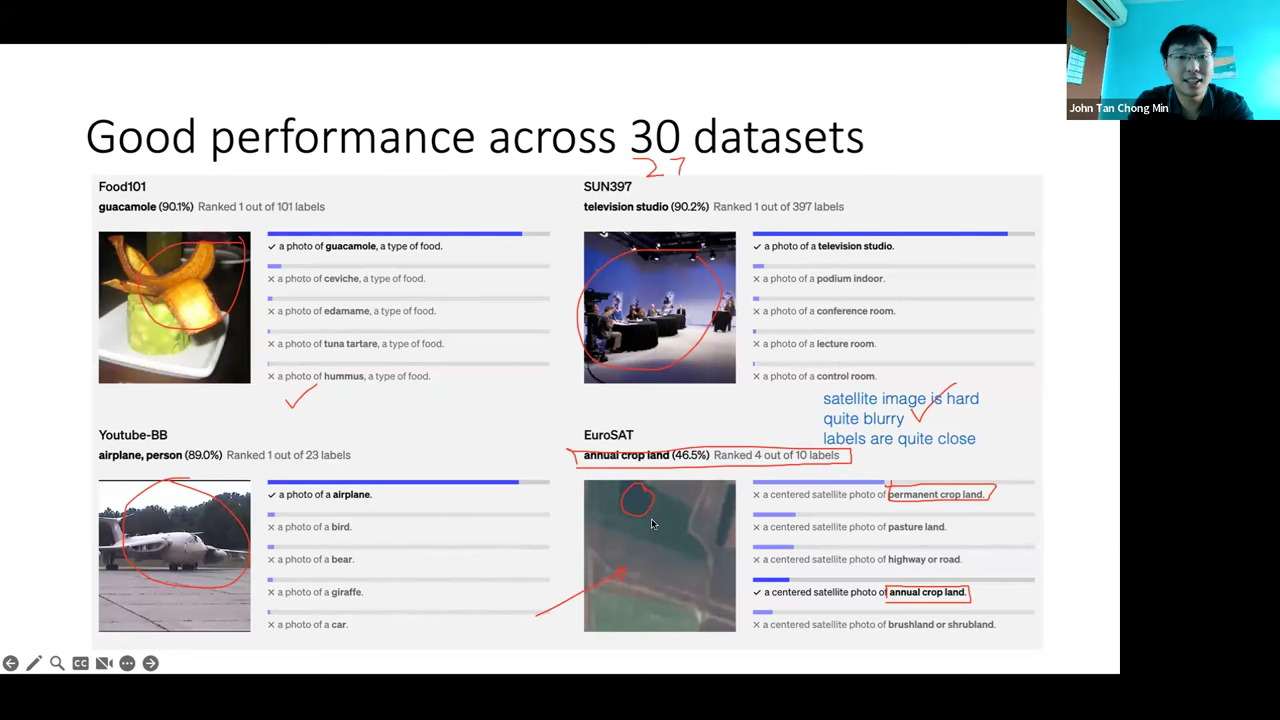 John Tan Chong Min
Good performance across 30 datasets
27
Food101
guacamole (90.1%) Ranked 1 out of 101 labels
✓ a photo of guacamole, a type of food.
✕ a photo of ceviche, a type of food.
✕ a photo of edamame, a type of food.
✕ a photo of tuna tartare, a type of food.
✕ a photo of hummus, a type of food.
SUN397
television studio (90.2%) Ranked 1 out of 397 labels
✓ a photo of a television studio.
✕ a photo of a podium indoor.
✕ a photo of a conference room.
✕ a photo of a lecture room.
✕ a photo of a control room.
satellite image is hard
quite blurry
labels are quite close
Youtube-BB
airplane, person (89.0%) Ranked 1 out of 23 labels
✓ a photo of a airplane.
✕ a photo of a bird.
✕ a photo of a bear.
✕ a photo of a giraffe.
✕ a photo of a car.
EuroSAT
annual crop land (46.5%) Ranked 4 out of 10 labels
✕ a centered satellite photo of permanent crop land.
✕ a centered satellite photo of pasture land.
✕ a centered satellite photo of highway or road.
✓ a centered satellite photo of annual crop land.
✕ a centered satellite photo of brushland or shrubland.
CC